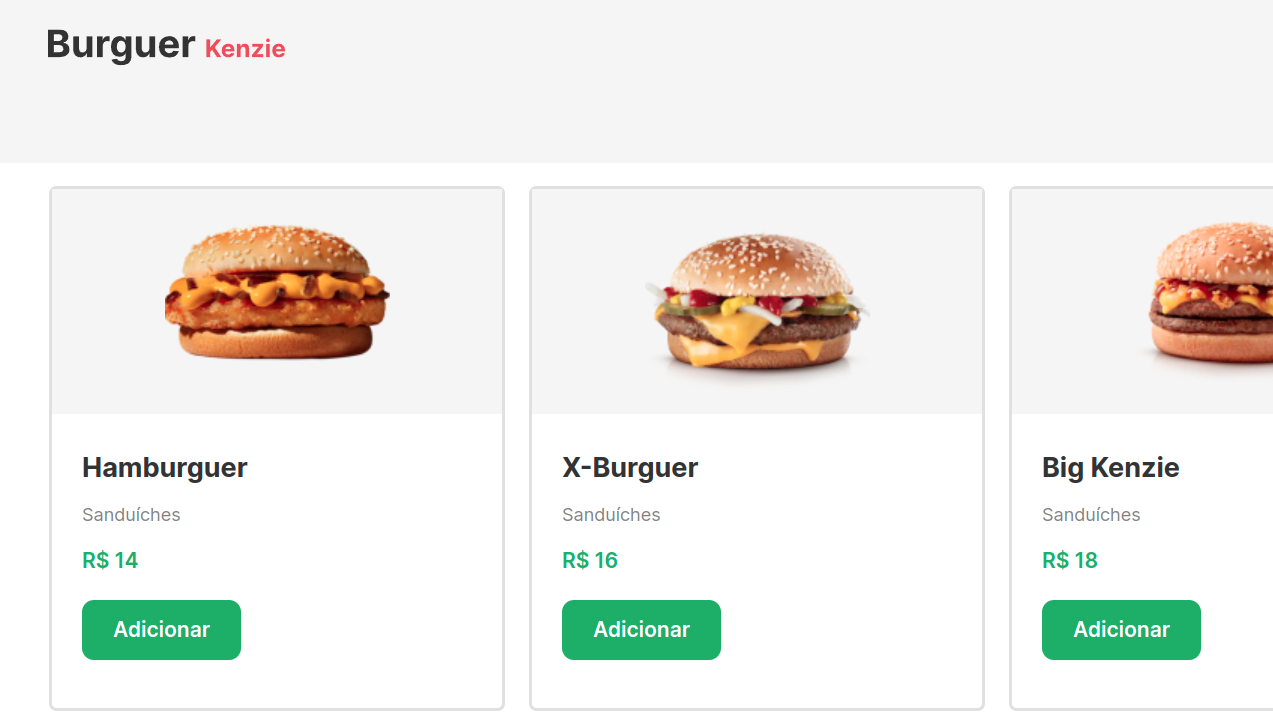 Burguer Kenzie
Hamburguer
Sanduíches
R$ 14
Adicionar
X-Burguer
Sanduíches
R$ 16
Adicionar
Big Kenzie
Sanduíches
R$ 18
Adicionar